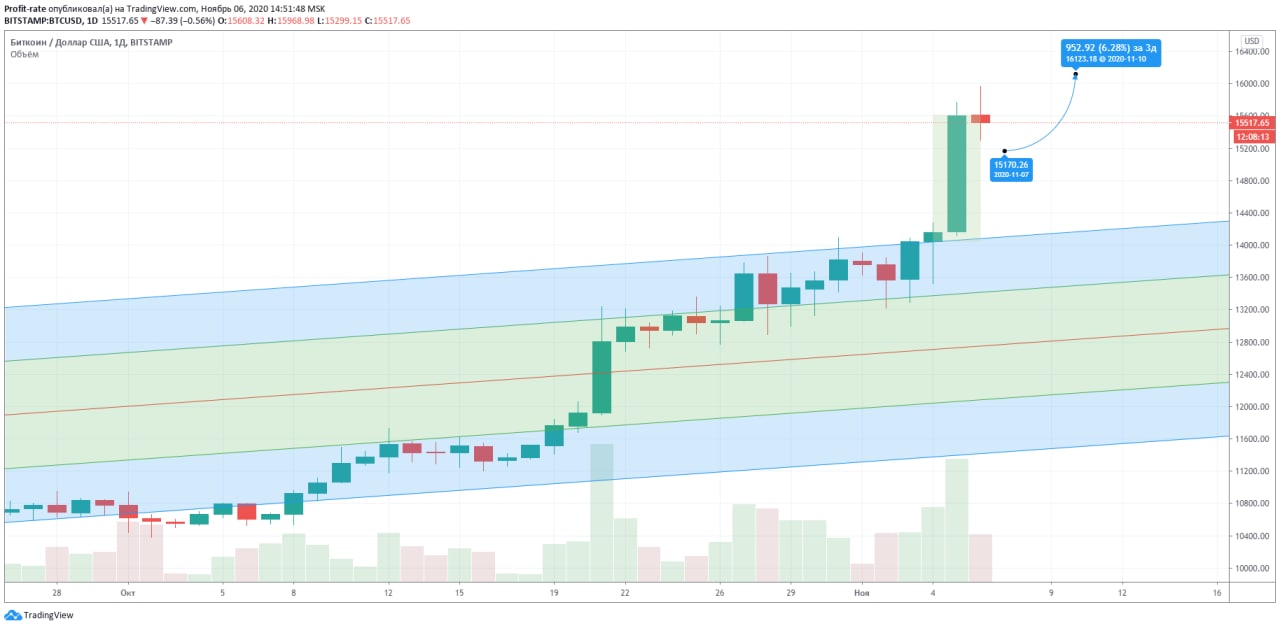 Profit-rate опубликовал(а) на TradingView.com, Ноябрь 06, 2020 14:51:48 MSK
BITSTAMP:BTCUSD, 1D 15517.65 ▼ −87.39 (−0.56%) O:15608.32 H:15968.98 L:15299.15 C:15517.65
Биткоин / Доллар США, 1Д, BITSTAMP
Объём
USD
16400.00
952.92 (6.28%) за 3д
16123.18 @ 2020-11-10
16000.00
15600.00
15517.65
12:08:13
15200.00
15170.26
2020-11-07
14800.00
14400.00
14000.00
13600.00
13200.00
12800.00
12400.00
12000.00
11600.00
11200.00
10800.00
10400.00
10000.00
28 Окт 5 8 12 15 19 22 26 29 Ноя 4 9 12 16
TradingView